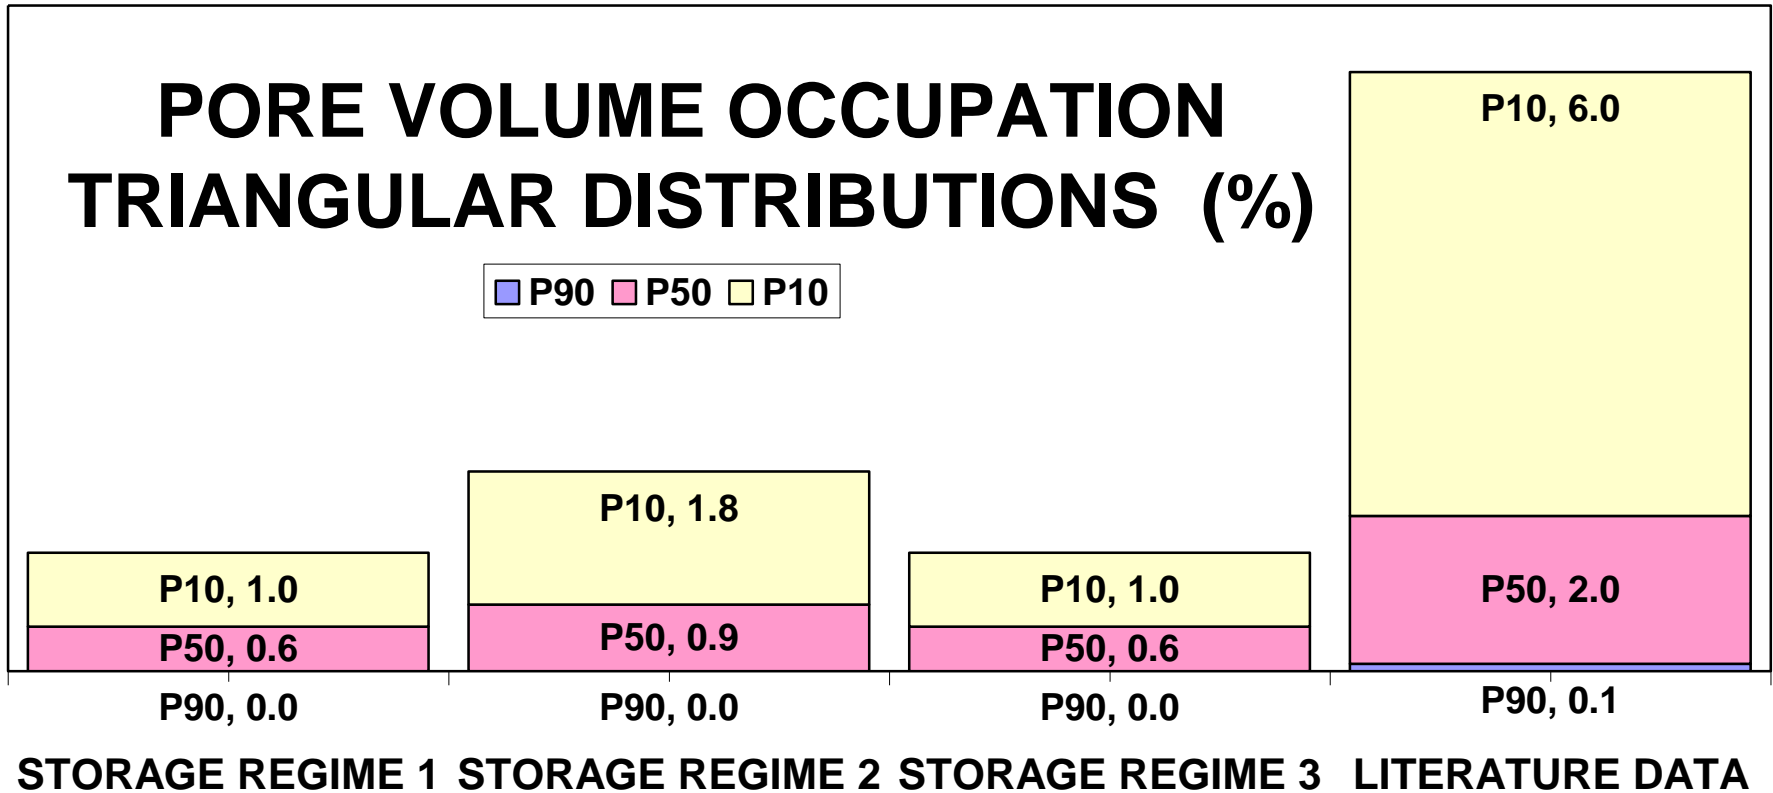 PORE VOLUME OCCUPATION
TRIANGULAR DISTRIBUTIONS (%)
P90 P50 P10
P10, 6.0
P10, 1.8
P10, 1.0
P10, 1.0
P50, 2.0
P50, 0.6
P50, 0.9
P50, 0.6
P90, 0.0
P90, 0.0
P90, 0.0
P90, 0.1
STORAGE REGIME 1
STORAGE REGIME 2
STORAGE REGIME 3
LITERATURE DATA